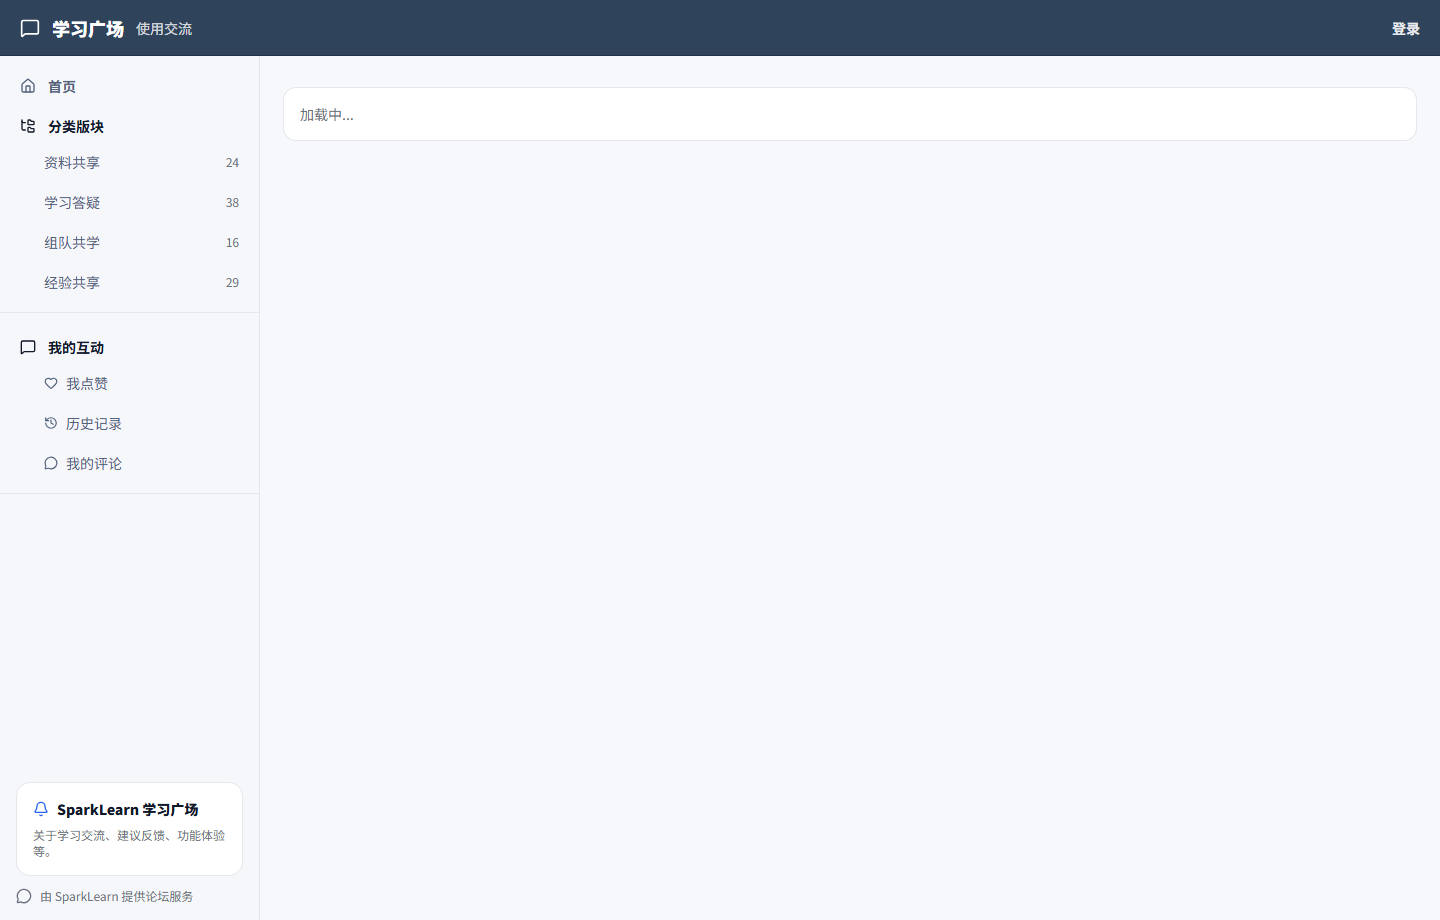 学习广场 使用交流
登录
首页
分类版块
资料共享 24
学习答疑 38
组队共学 16
经验共享 29
我的互动
我点赞
历史记录
我的评论
SparkLearn 学习广场
关于学习交流、建议反馈、功能体验
等。
由 SparkLearn 提供论坛服务
加载中...